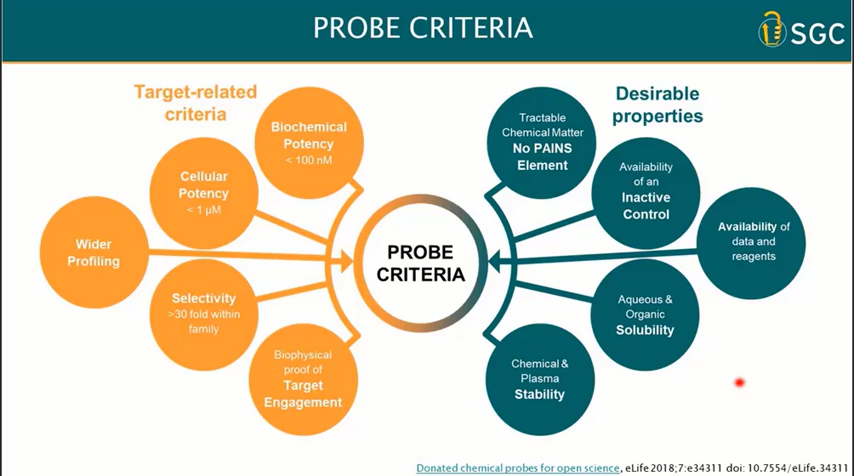 PROBE CRITERIA
SGC
Target-related
criteria
Biochemical
Potency
< 100 nM
Cellular
Potency
< 1 µM
Wider
Profiling
Selectivity
>30 fold within
family
Biophysical
proof of
Target
Engagement
PROBE
CRITERIA
Desirable
properties
Tractable
Chemical Matter
No PAINS
Element
Availability
of an
Inactive
Control
Availability of
data and
reagents
Aqueous &
Organic
Solubility
Chemical &
Plasma
Stability
Donated chemical probes for open science, eLife 2018;7:e34311 doi: 10.7554/eLife.34311